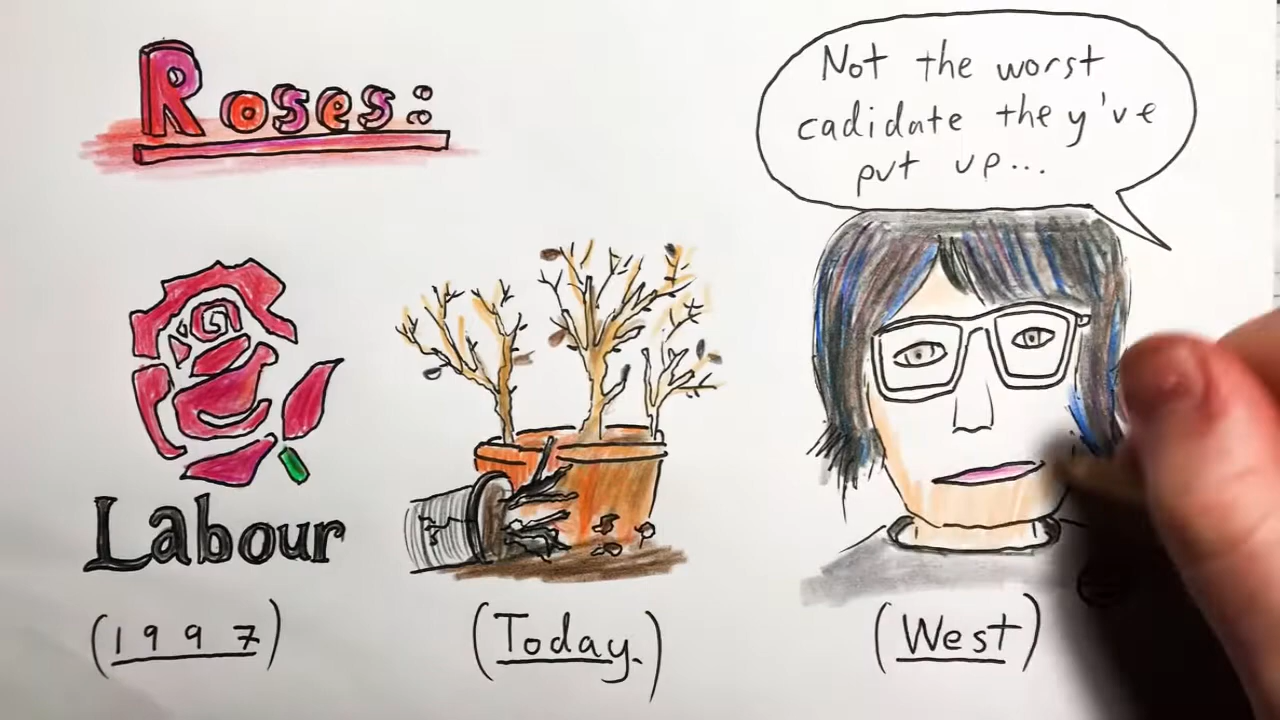 Roses:
Not the worst
cadidate they've
put up...
Labour
(1997)
(Today.)
(West)